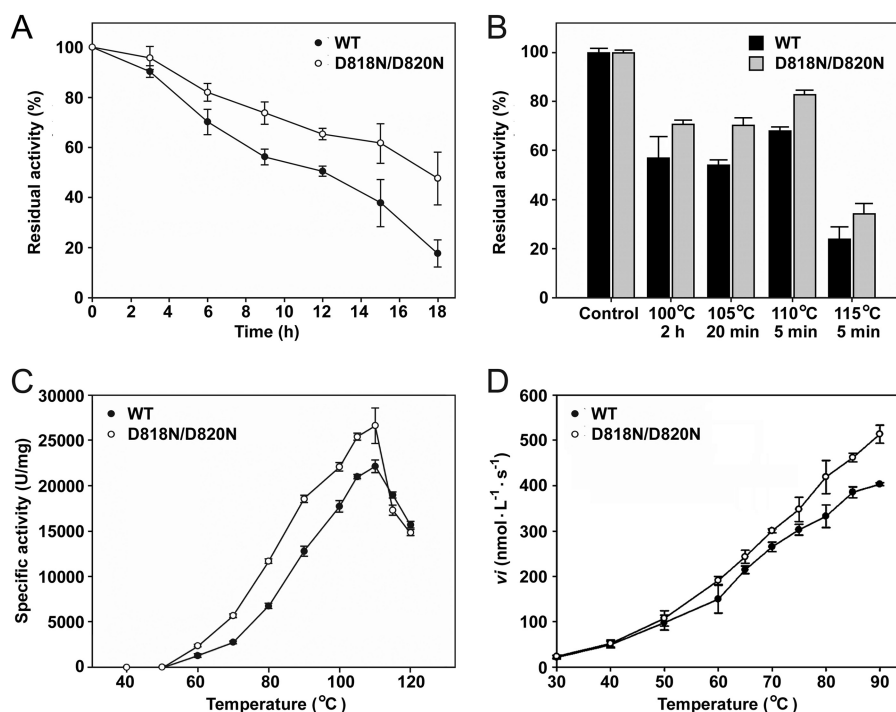 A
WT
D818N/D820N
Residual activity (%)
100
80
60
40
20
0
0 2 4 6 8 10 12 14 16 18
Time (h)
B
WT
D818N/D820N
Residual activity (%)
100
80
60
40
20
0
Control 100°C 105°C 110°C 115°C
2 h 20 min 5 min 5 min
C
WT
D818N/D820N
Specific activity (U/mg)
30000
25000
20000
15000
10000
5000
0
40 60 80 100 120
Temperature (°C)
D
WT
D818N/D820N
vi (nmol·L⁻¹·s⁻¹)
600
500
400
300
200
100
0
30 40 50 60 70 80 90
Temperature (°C)